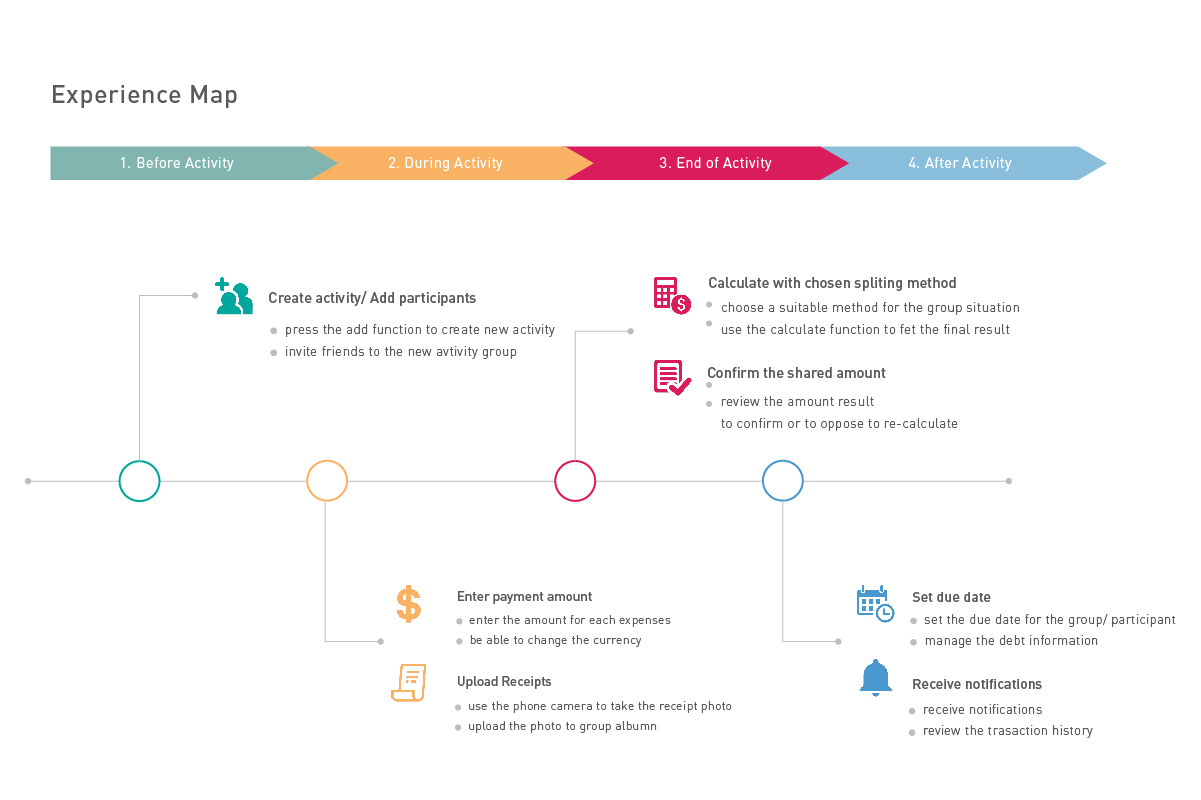 Experience Map
1. Before Activity
2. During Activity
3. End of Activity
4. After Activity
Create activity/ Add participants
press the add function to create new activity
invite friends to the new avtivity group
Calculate with chosen spliting method
choose a suitable method for the group situation
use the calculate function to fet the final result
Confirm the shared amount
review the amount result
to confirm or to oppose to re-calculate
Enter payment amount
enter the amount for each expenses
be able to change the currency
Upload Receipts
use the phone camera to take the receipt photo
upload the photo to group albumn
Set due date
set the due date for the group/ participant
manage the debt information
Receive notifications
receive notifications
review the trasaction history